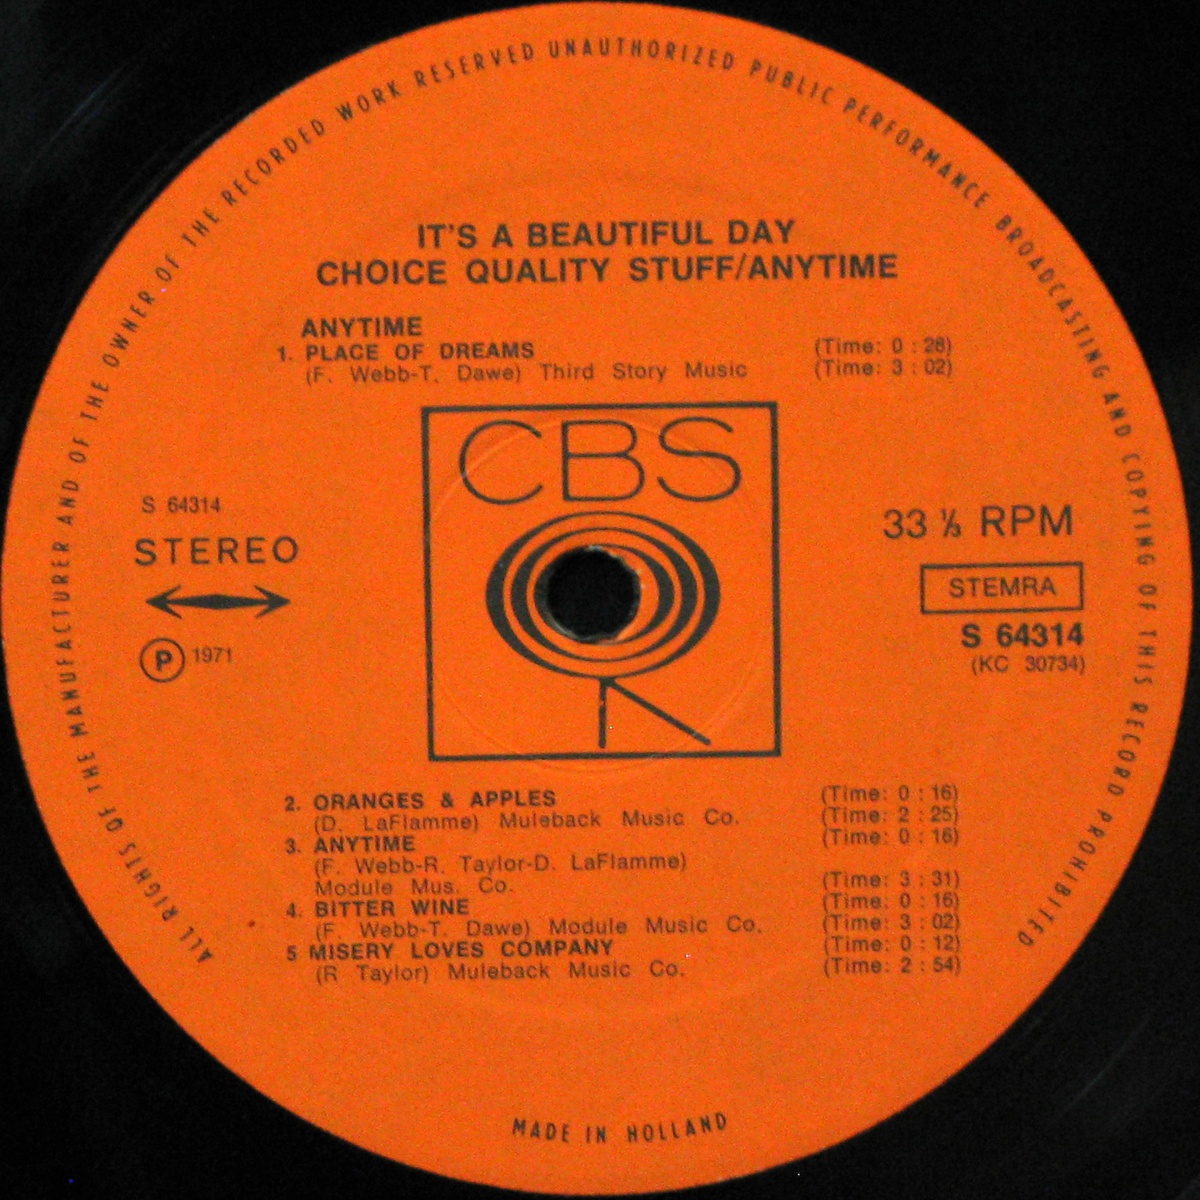 ALL RIGHTS OF THE MANUFACTURER AND OF THE OWNER OF THE RECORDED WORK RESERVED UNAUTHORIZED PUBLIC PERFORMANCE BROADCASTING AND COPYING OF THIS RECORD PROHIBITED
IT'S A BEAUTIFUL DAY
CHOICE QUALITY STUFF/ANYTIME
ANYTIME
1. PLACE OF DREAMS (Time: 0 : 28)
(F. Webb-T. Dawe) Third Story Music (Time: 3 : 02)
CBS
S 64314
STEREO
P 1971
33 ⅓ RPM
STEMRA
S 64314
(KC 30734)
2. ORANGES & APPLES (Time: 0 : 16)
(D. LaFlamme) Muleback Music Co. (Time: 2 : 25)
3. ANYTIME (Time: 0 : 16)
(F. Webb-R. Taylor-D. LaFlamme)
Module Mus. Co. (Time: 3 : 31)
4. BITTER WINE (Time: 0 : 16)
(F. Webb-T. Dawe) Module Music Co. (Time: 3 : 02)
5 MISERY LOVES COMPANY (Time: 0 : 12)
(R Taylor) Muleback Music Co. (Time: 2 : 54)
MADE IN HOLLAND